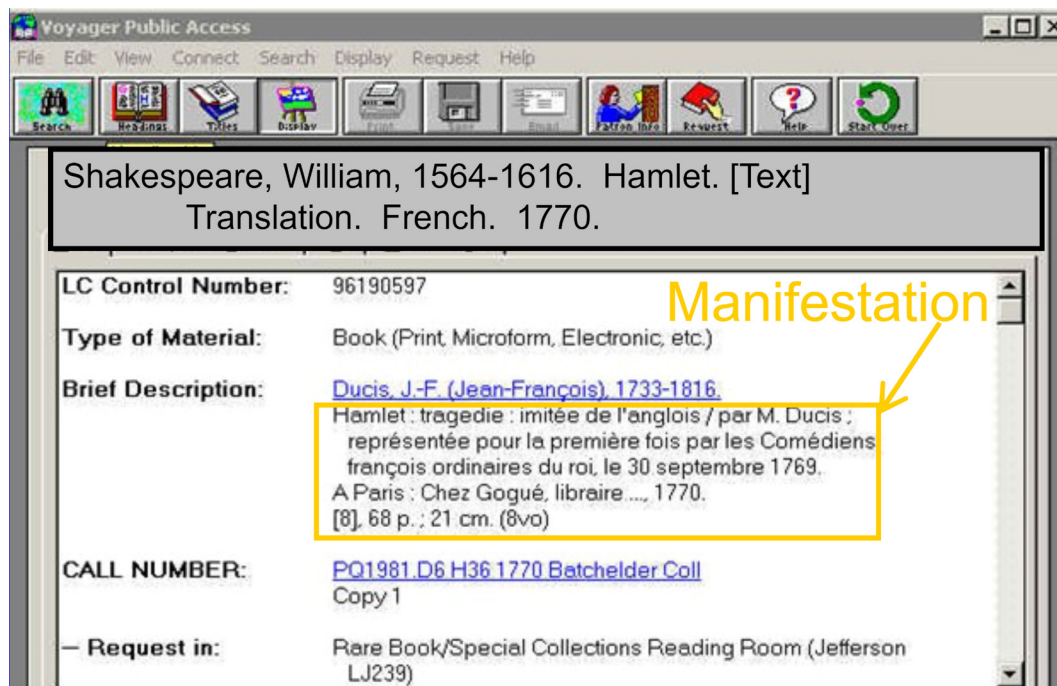 Voyager Public Access
File Edit View Connect Search Display Request Help
Search Headings Titles Display Print Save Email Patron Info Request Help Start Over
Shakespeare, William, 1564-1616. Hamlet. [Text]
Translation. French. 1770.
LC Control Number: 96190597
Manifestation
Type of Material: Book (Print, Microform, Electronic, etc.)
Brief Description: Ducis, J.-F. (Jean-François), 1733-1816.
Hamlet : tragedie : imitée de l'anglois / par M. Ducis ;
représentée pour la première fois par les Comédiens
françois ordinaires du roi, le 30 septembre 1769.
A Paris : Chez Gogué, libraire ..., 1770.
[8], 68 p. ; 21 cm. (8vo)
CALL NUMBER: PQ1981.D6 H36 1770 Batchelder Coll
Copy 1
— Request in: Rare Book/Special Collections Reading Room (Jefferson
LJ239)